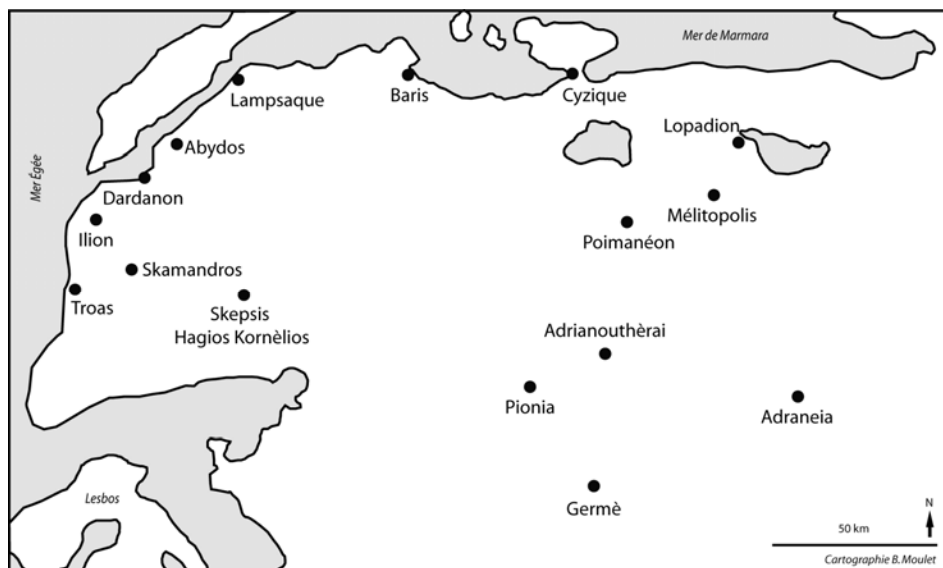 Mer de Marmara
Lampsaque
Baris
Cyzique
Lopadion
Abydos
Mer Égée
Dardanon
Mélitopolis
Ilion
Poimanéon
Skamandros
Troas
Skepsis
Hagios Kornèlios
Adrianouthèrai
Pionia
Adraneia
Lesbos
Germè
N
50 km
Cartographie B. Moulet